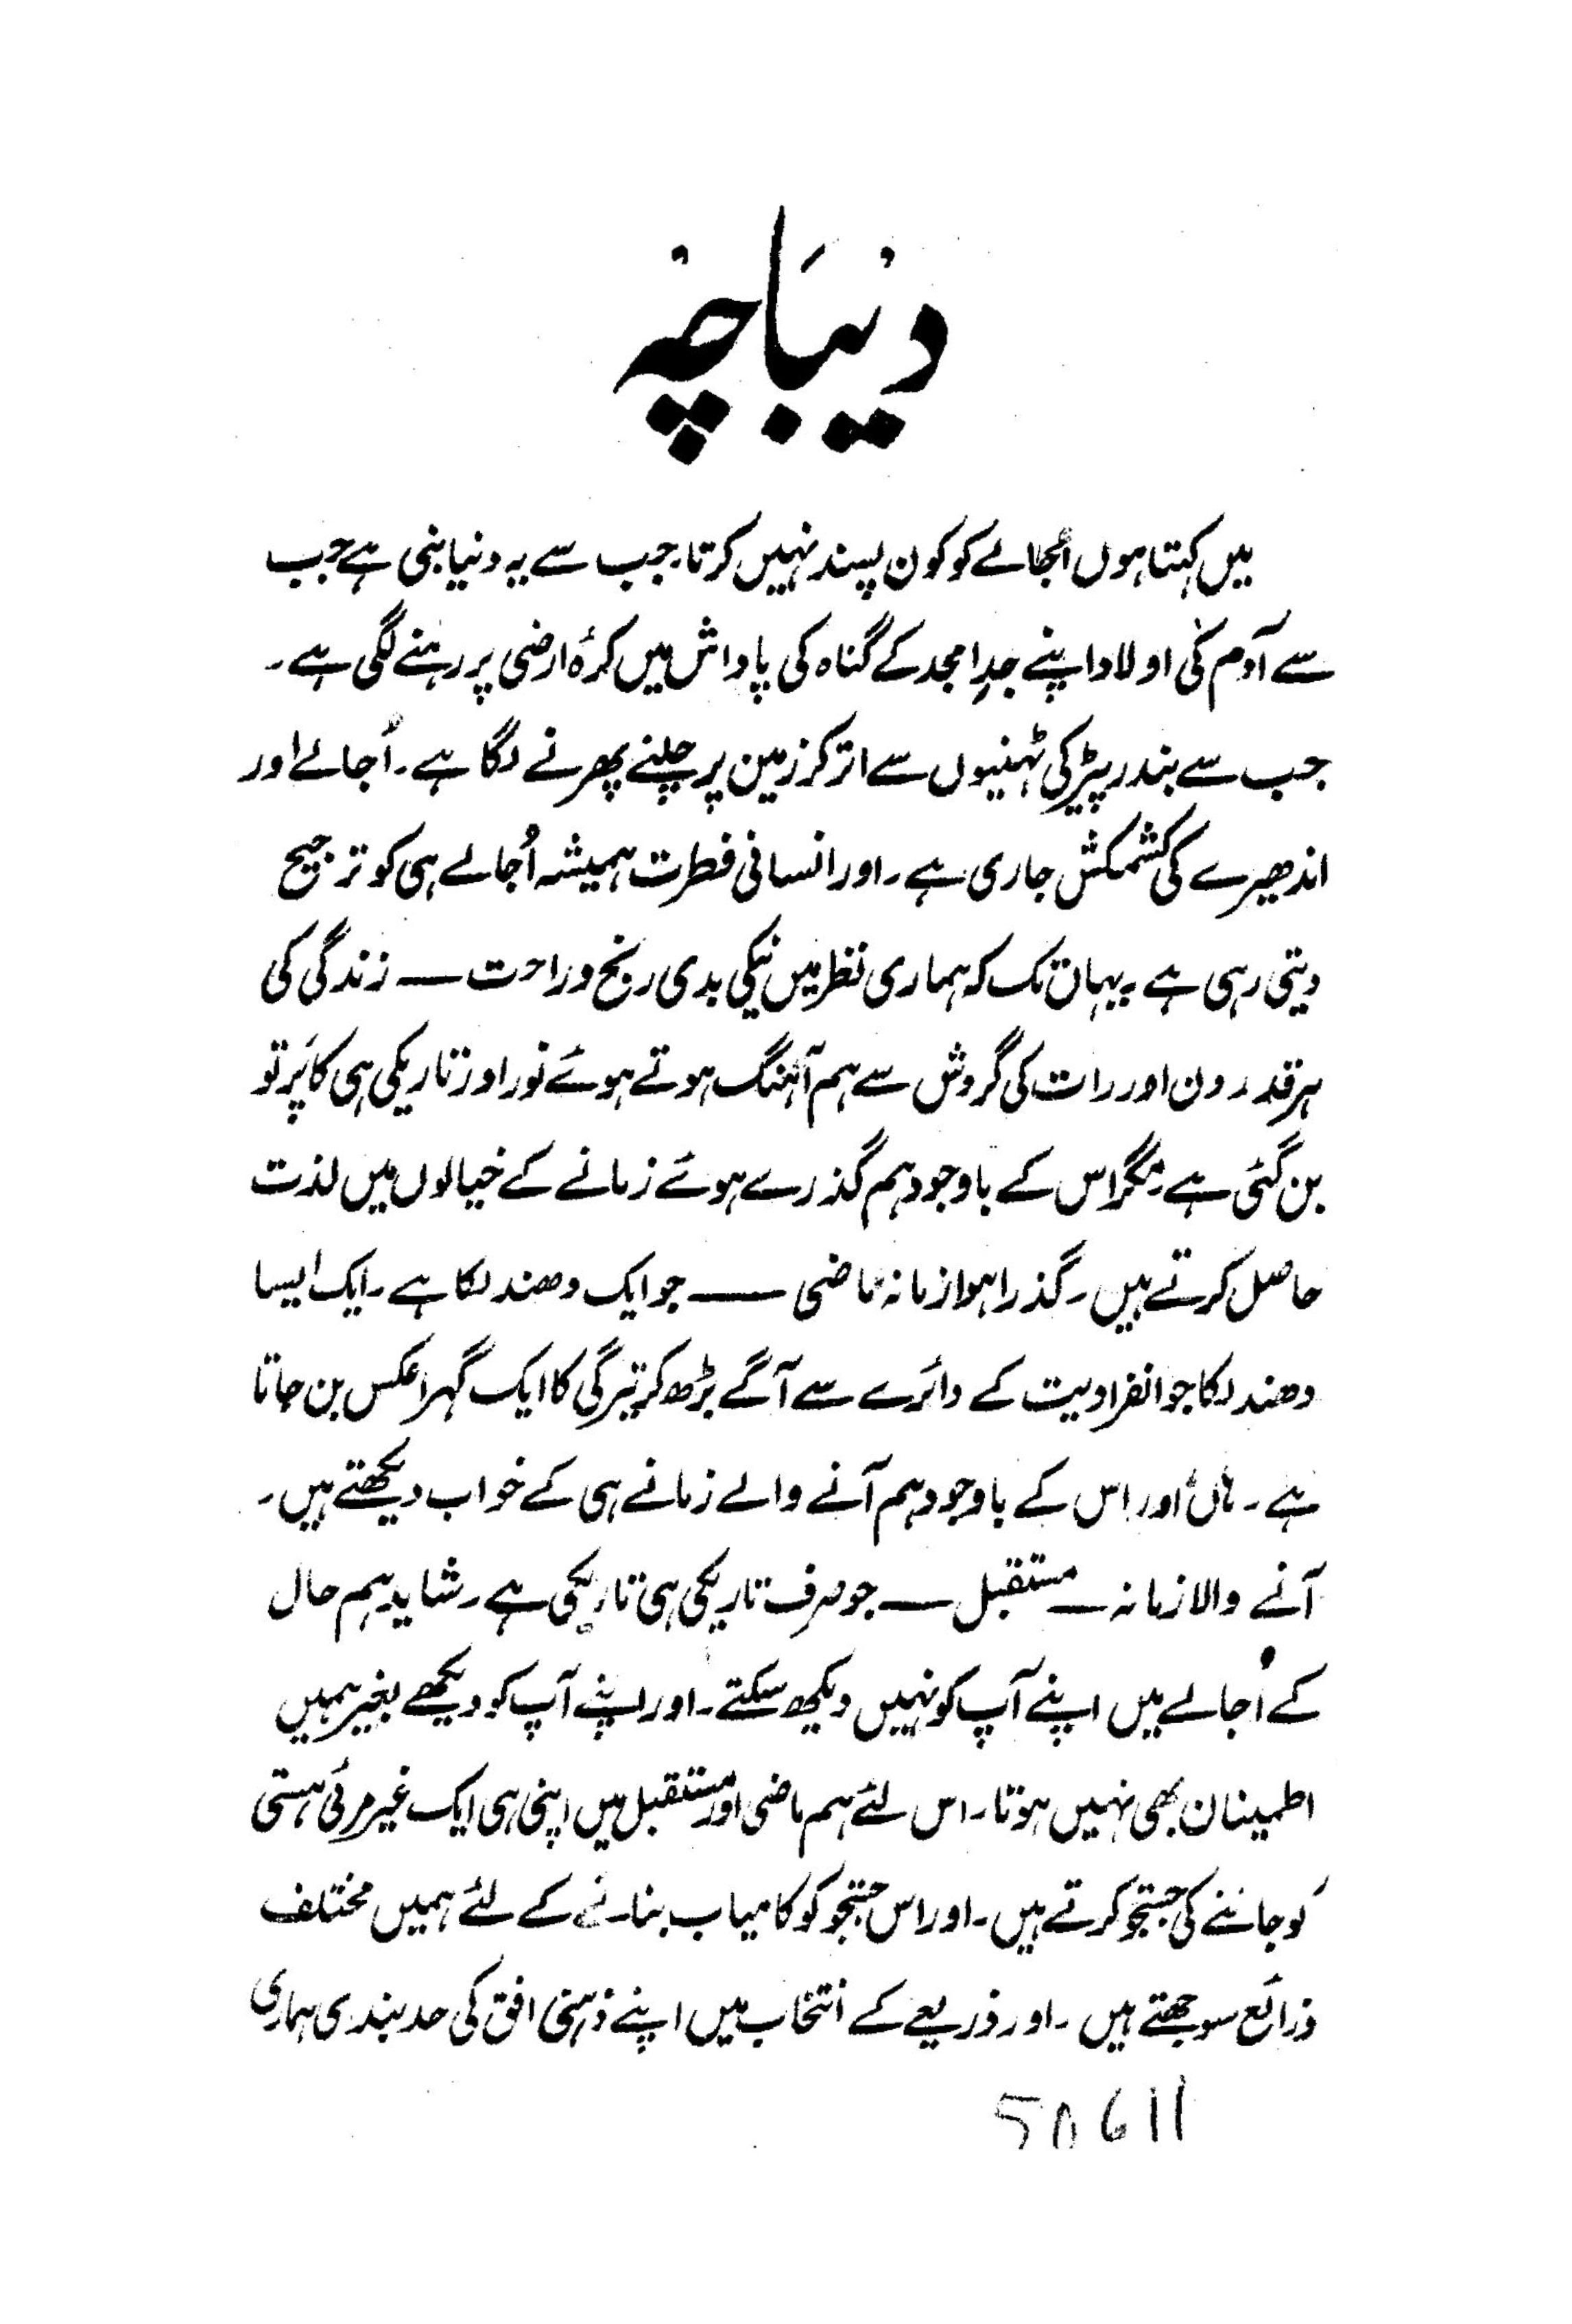 دیباچہ
میں کہتا ہوں اُجالے کو کون پسند نہیں کرتا۔ جب سے یہ دنیا بنی ہے جب
سے آدم کی اولاد اپنے جدِ امجد کے گناہ کی پاداش میں کرۂ ارضی پر رہنے لگی ہے۔
جب سے بندر پیڑ کی ٹہنیوں سے اتر کر زمین پر چلنے پھرنے لگا ہے۔ اُجالے اور
اندھیرے کی کشمکش جاری ہے۔ اور انسانی فطرت ہمیشہ اُجالے ہی کو ترجیح
دیتی رہی ہے۔ یہاں تک کہ ہماری نظر میں نیکی بدی رنج و راحت — زندگی کی
ہر قدر دن اور رات کی گردش سے ہم آہنگ ہوتے ہوئے نور اور تاریکی ہی کا پَرتو
بن گئی ہے۔ مگر اس کے باوجود ہم گذرے ہوئے زمانے کے خیالوں میں لذت
حاصل کرتے ہیں۔ گذرا ہوا زمانہ ماضی — جو ایک دھندلکا ہے۔ ایک ایسا
دھندلکا جو انفرادیت کے دائرے سے آگے بڑھ کر تیرگی کا ایک گہرا عکس بن جاتا
ہے۔ ہاں اور اس کے باوجود ہم آنے والے زمانے ہی کے خواب دیکھتے ہیں۔
آنے والا زمانہ — مستقبل — جو صرف تاریکی ہی تاریکی ہے۔ شاید ہم حال
کے اُجالے میں اپنے آپ کو نہیں دیکھ سکتے۔ اور اپنے آپ کو دیکھے بغیر ہمیں
اطمینان بھی نہیں ہوتا۔ اس لئے ہم ماضی اور مستقبل میں اپنی ہی ایک غیر مرئی ہستی
کو جاننے کی جستجو کرتے ہیں۔ اور اس جستجو کو کامیاب بنانے کے لئے ہمیں مختلف
ذرائع سوجھتے ہیں۔ اور ذریعے کے انتخاب میں اپنے ذہنی افق کی حد بندی ہماری